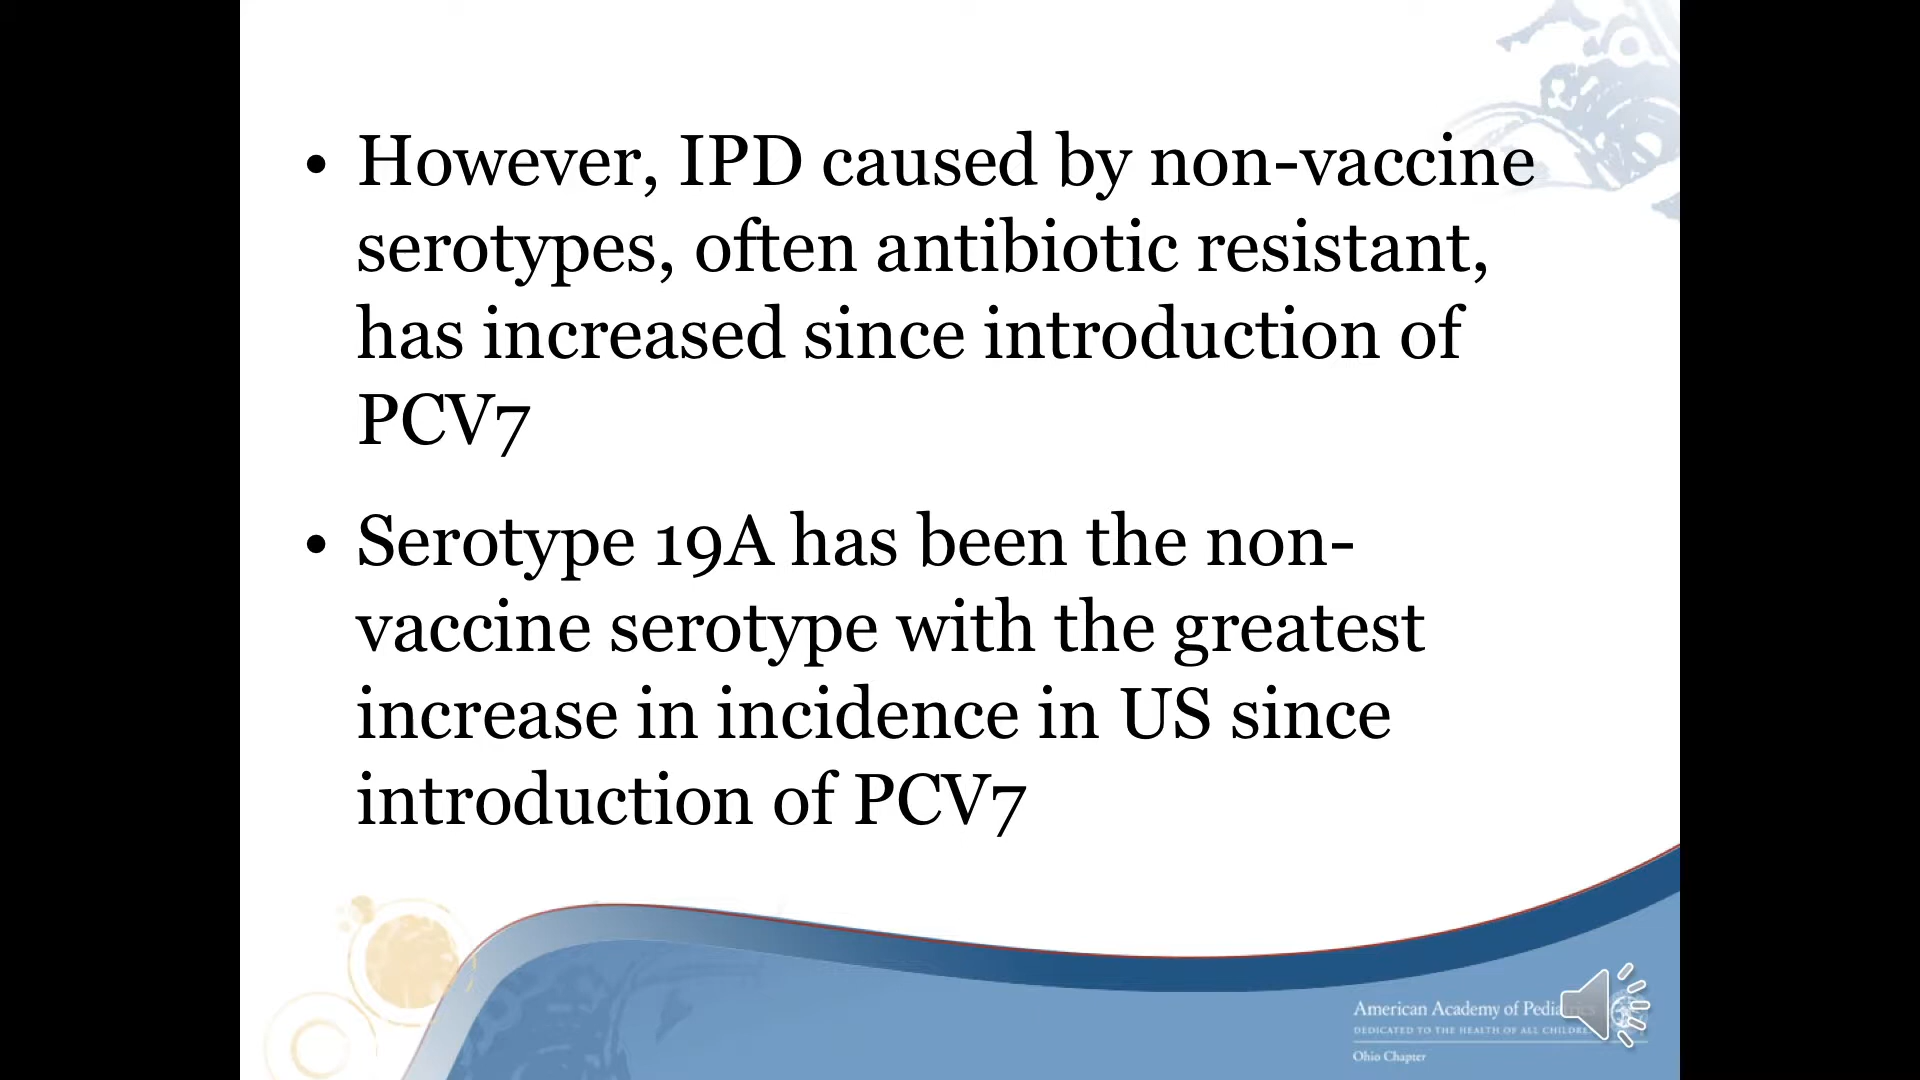 • However, IPD caused by non-vaccine
serotypes, often antibiotic resistant,
has increased since introduction of
PCV7
• Serotype 19A has been the non-
vaccine serotype with the greatest
increase in incidence in US since
introduction of PCV7
American Academy of Pediatrics
DEDICATED TO THE HEALTH OF ALL CHILDREN
Ohio Chapter